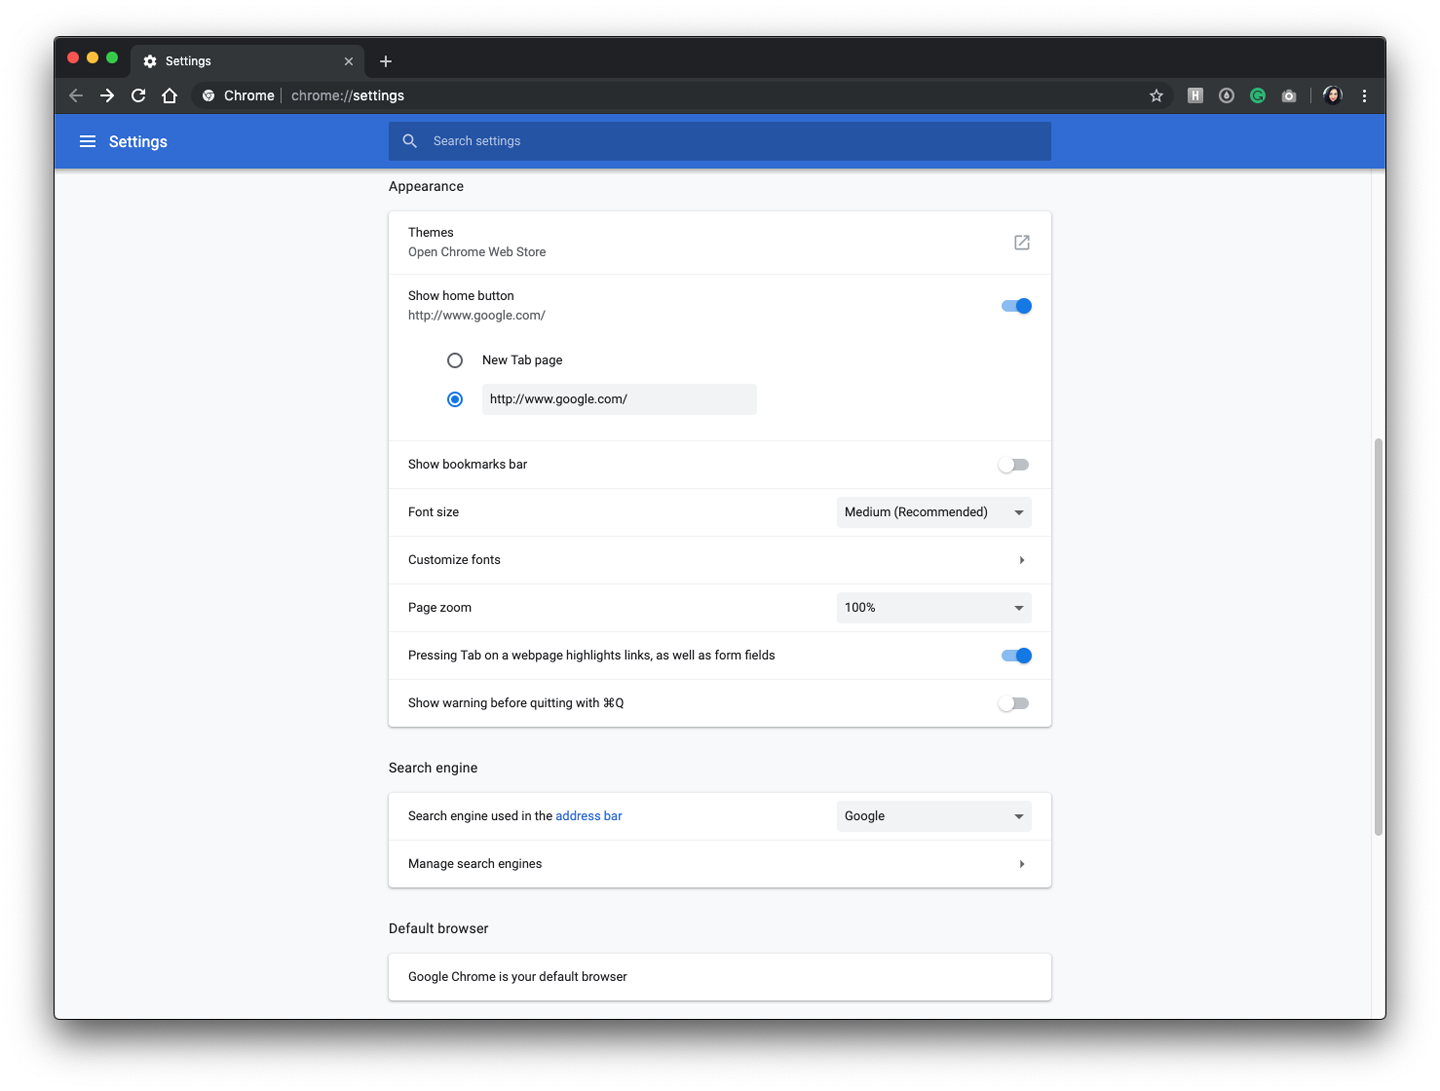 Settings
Chrome | chrome://settings
H
Settings
Search settings
Appearance
Themes
Open Chrome Web Store
Show home button
http://www.google.com/
New Tab page
http://www.google.com/
Show bookmarks bar
Font size
Medium (Recommended)
Customize fonts
Page zoom
100%
Pressing Tab on a webpage highlights links, as well as form fields
Show warning before quitting with ⌘Q
Search engine
Search engine used in the address bar
Google
Manage search engines
Default browser
Google Chrome is your default browser